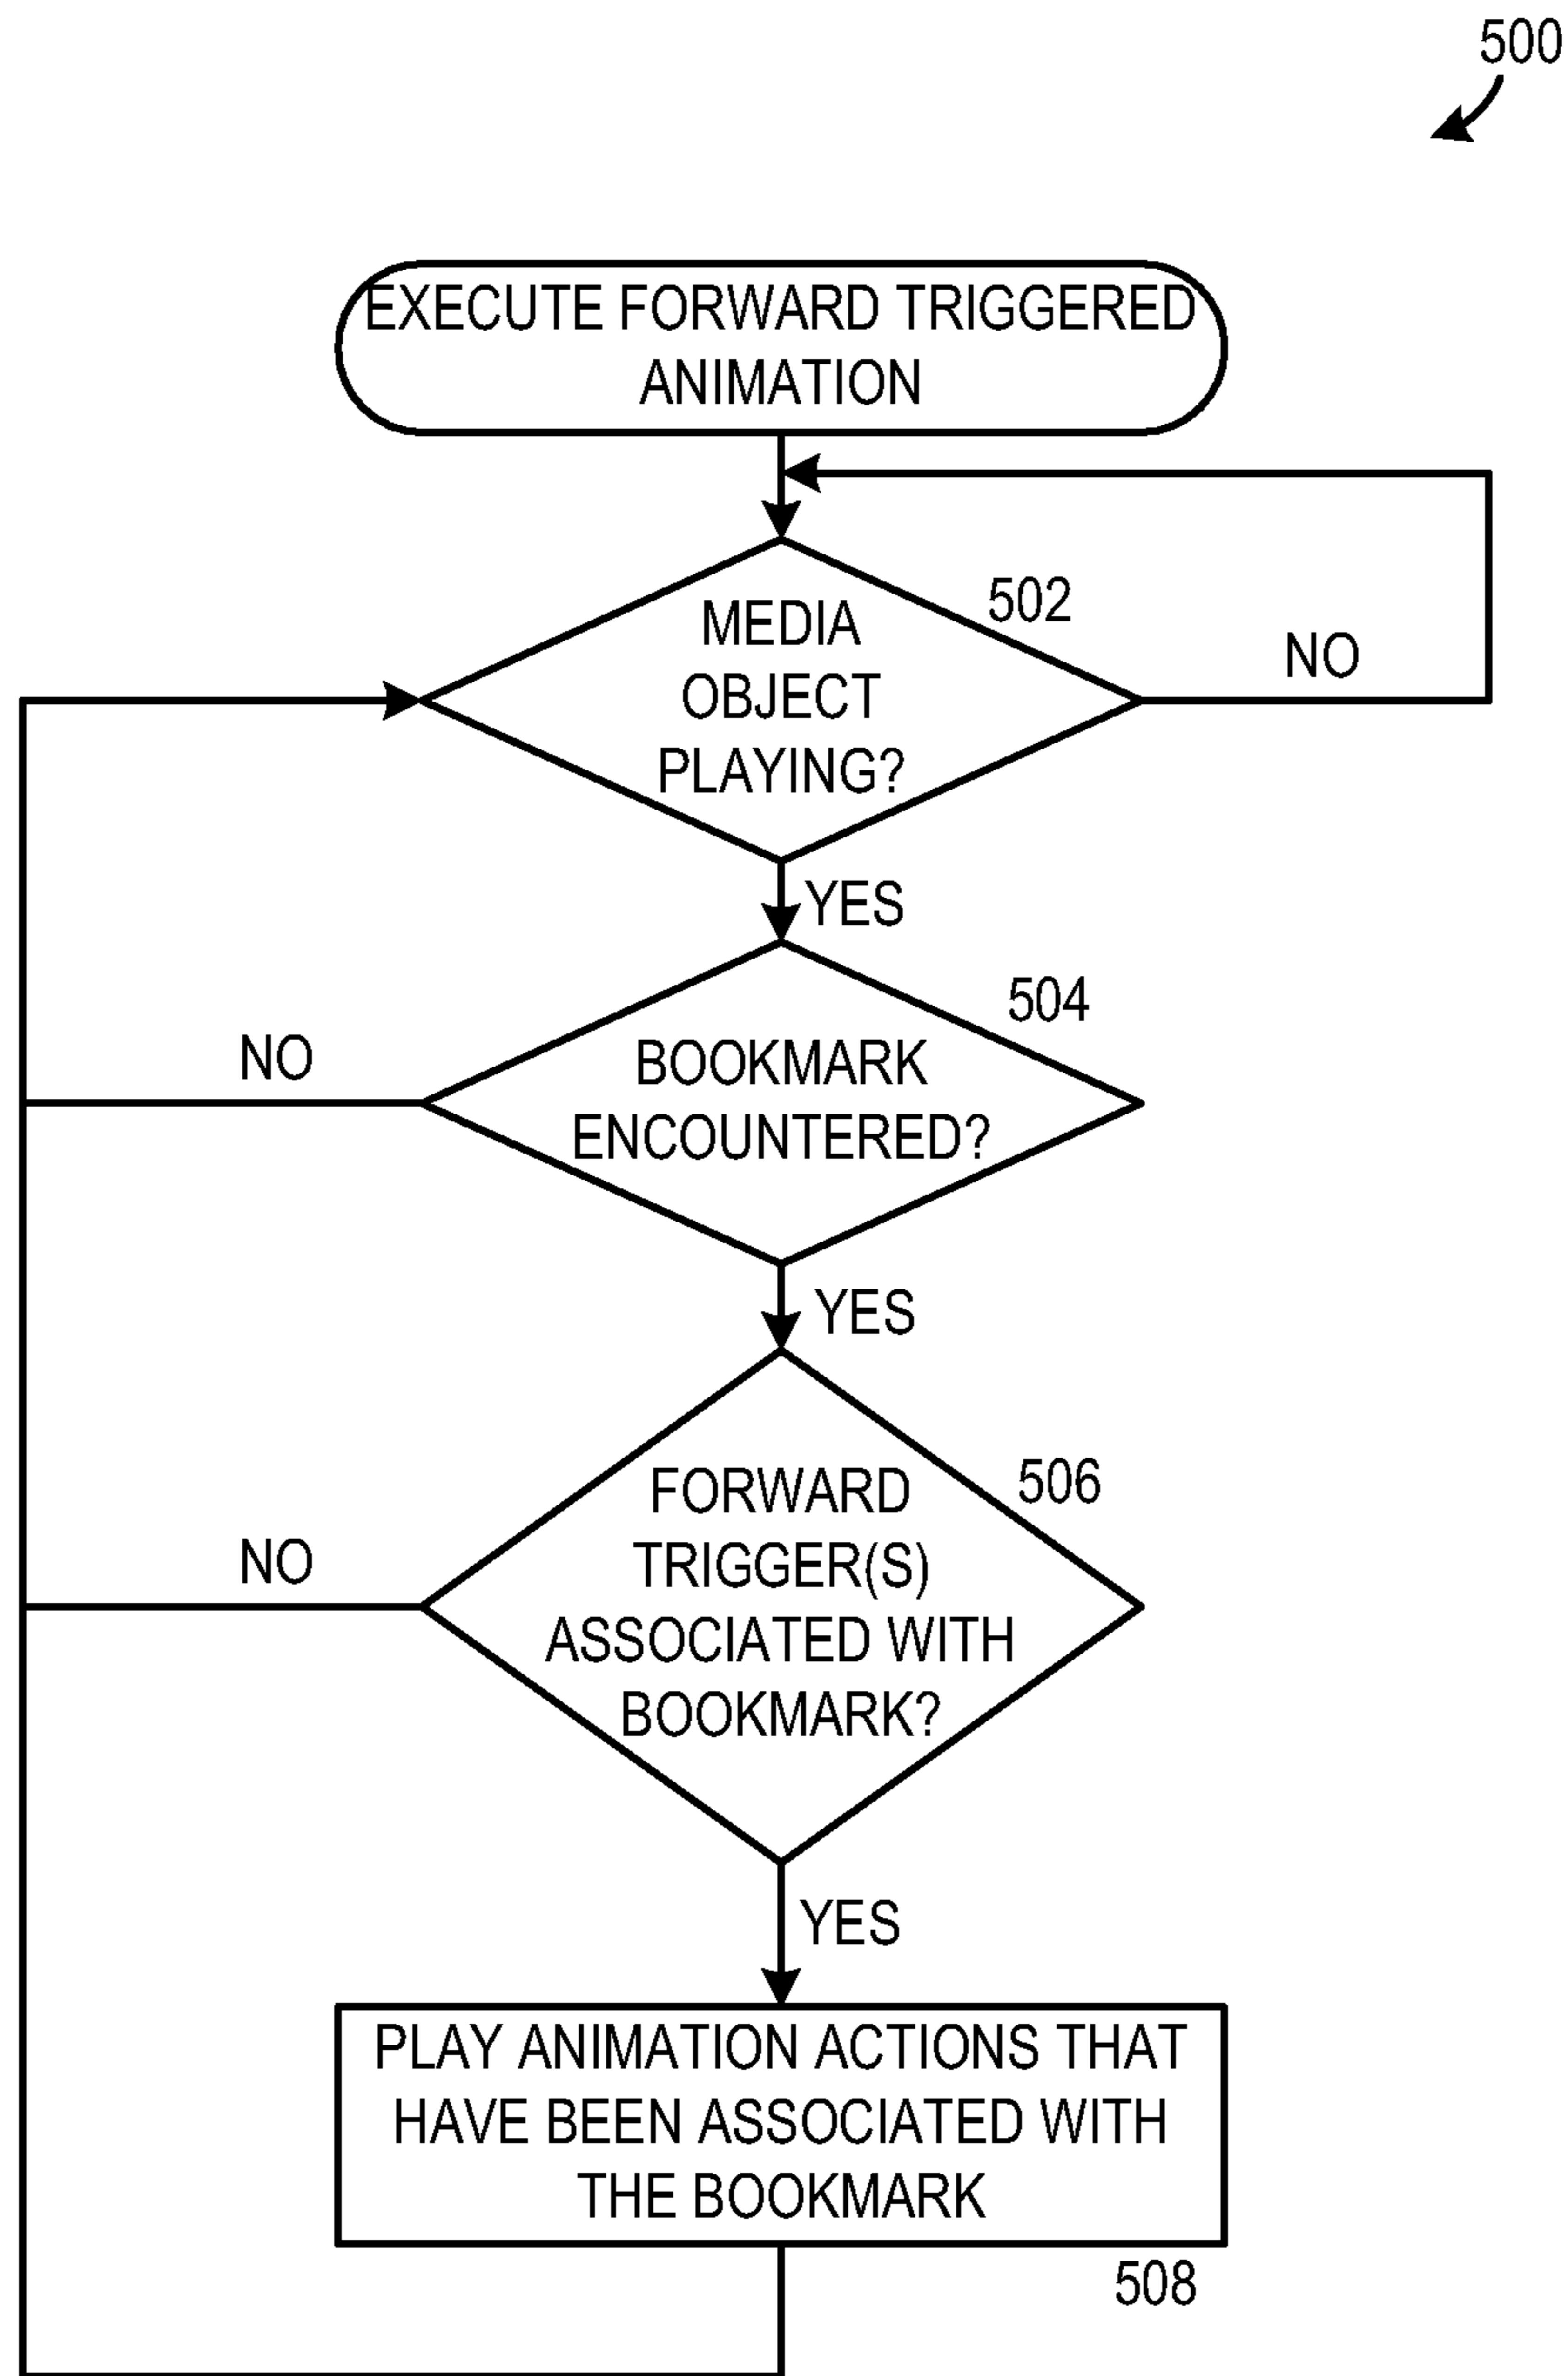 500
EXECUTE FORWARD TRIGGERED
ANIMATION
502
MEDIA
OBJECT
PLAYING?
NO
YES
504
BOOKMARK
ENCOUNTERED?
NO
YES
506
FORWARD
TRIGGER(S)
ASSOCIATED WITH
BOOKMARK?
NO
YES
PLAY ANIMATION ACTIONS THAT
HAVE BEEN ASSOCIATED WITH
THE BOOKMARK
508